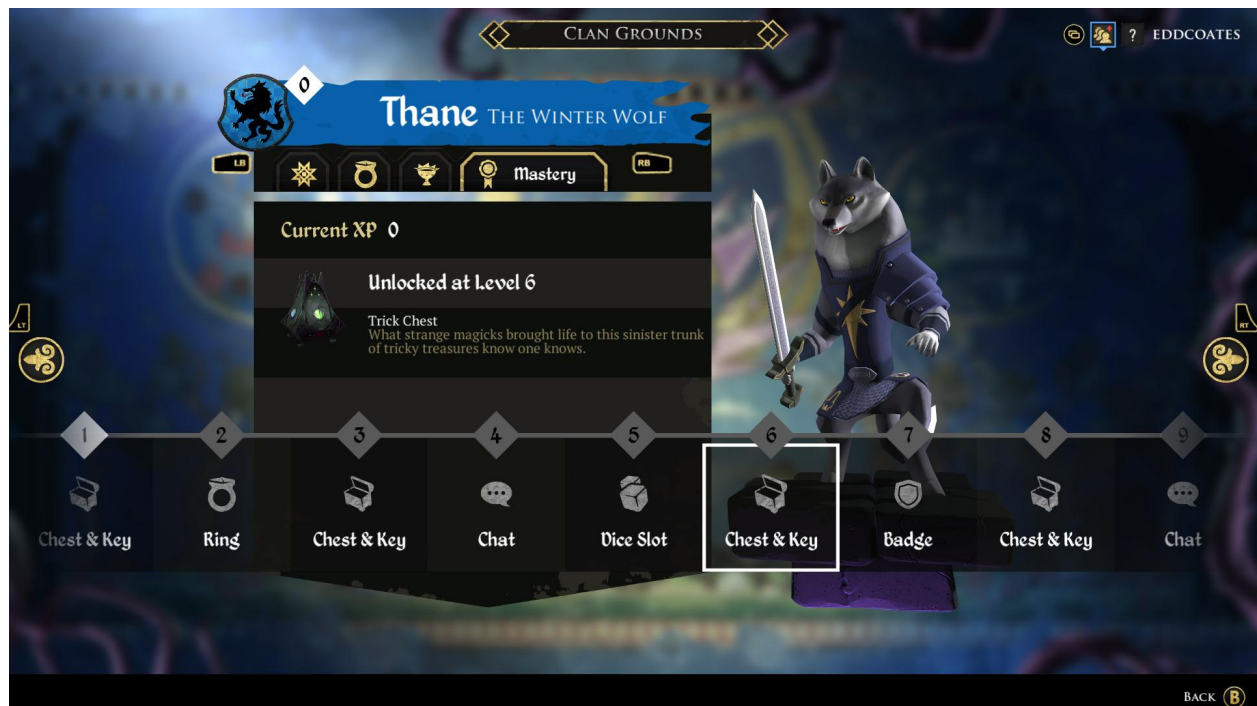 CLAN GROUNDS
? EDDCOATES
0
Thane THE WINTER WOLF
LB
Mastery
RB
Current XP 0
Unlocked at Level 6
Trick Chest
What strange magicks brought life to this sinister trunk
of tricky treasures know one knows.
LT
RT
1 2 3 4 5 6 7 8 9
Chest & Key Ring Chest & Key Chat Dice Slot Chest & Key Badge Chest & Key Chat
BACK B